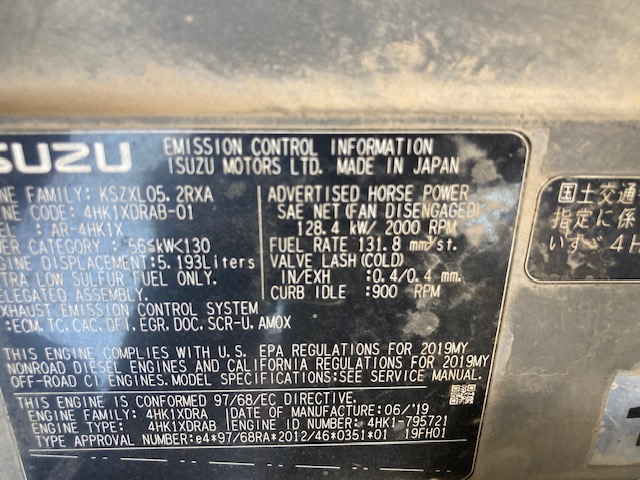 SUZU
EMISSION CONTROL INFORMATION
ISUZU MOTORS LTD. MADE IN JAPAN
NE FAMILY: KSZXL05.2RXA
NE CODE: 4HK1XDRAB-01
EL: AR-4HK1X
WER CATEGORY: 56≤kW<130
GINE DISPLACEMENT:5.193Liters
TRA LOW SULFUR FUEL ONLY.
ELEGATED ASSEMBLY.
XHAUST EMISSION CONTROL SYSTEM
:ECM, TC, CAC, DFI, EGR, DOC, SCR-U, AMOX
ADVERTISED HORSE POWER
SAE NET(FAN DISENGAGED)
128.4 kW/ 2000 RPM
FUEL RATE 131.8 mm³/st.
VALVE LASH(COLD)
IN/EXH :0.4/0.4 mm.
CURB IDLE :900 RPM
THIS ENGINE COMPLIES WITH U.S. EPA REGULATIONS FOR 2019MY
NONROAD DIESEL ENGINES AND CALIFORNIA REGULATIONS FOR 2019MY
OFF-ROAD CI ENGINES. MODEL SPECIFICATIONS:SEE SERVICE MANUAL.
THIS ENGINE IS CONFORMED 97/68/EC DIRECTIVE.
ENGINE FAMILY: 4HK1XDRA DATE OF MANUFACTURE:06/'19
ENGINE TYPE: 4HK1XDRAB ENGINE NUMBER: 4HK1-795721
TYPE APPROVAL NUMBER:e4*97/68RA*2012/46*0351*01 19FH01
国土交通
指定に係
いすゞ4H